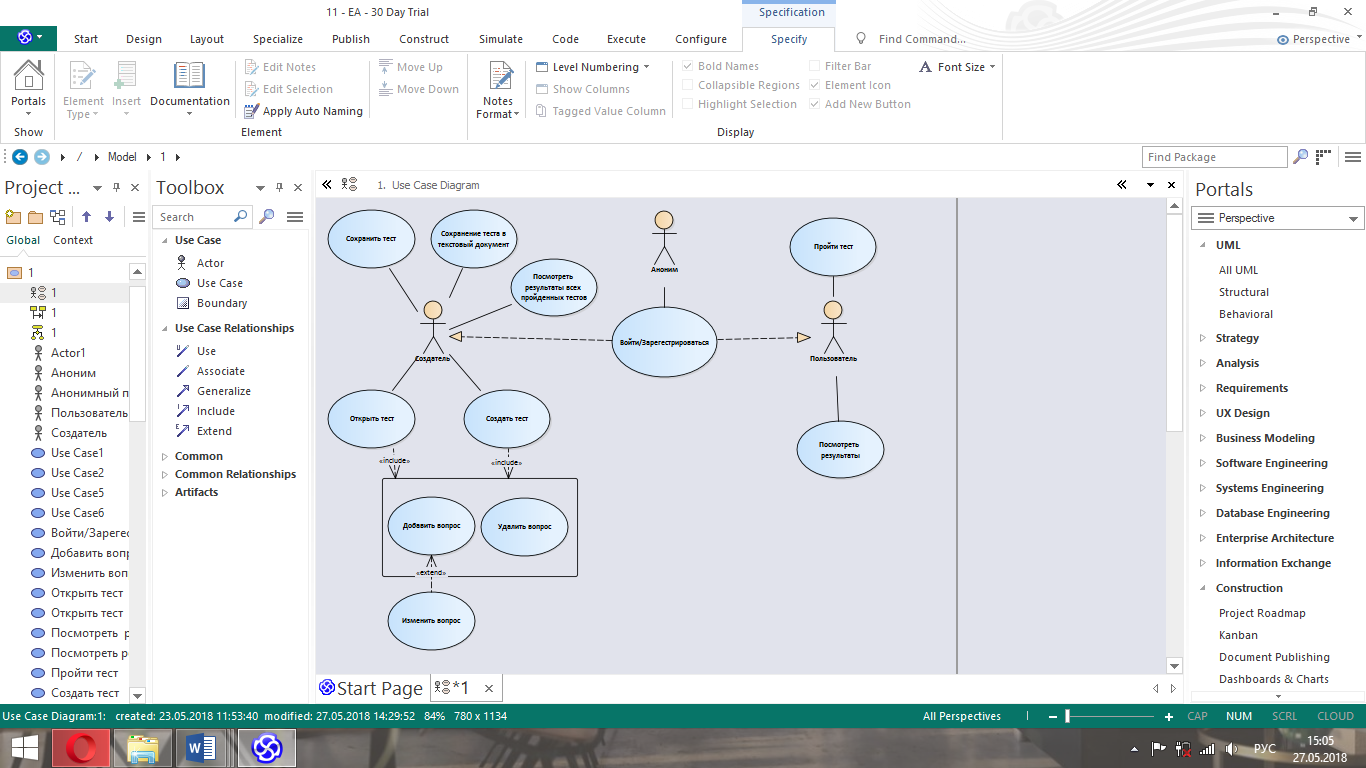 11 - EA - 30 Day Trial
Specification
Start Design Layout Specialize Publish Construct Simulate Code Execute Configure Specify Find Command... Perspective
Portals
Show
Element Type
Insert
Documentation
Edit Notes
Edit Selection
Apply Auto Naming
Move Up
Move Down
Element
Notes Format
Level Numbering
Show Columns
Tagged Value Column
Bold Names
Collapsible Regions
Highlight Selection
Filter Bar
Element Icon
Add New Button
Font Size
Display
/ Model 1
Find Package
Project ...
Global Context
1
1
1
1
Actor1
Аноним
Анонимный п
Пользователь
Создатель
Use Case1
Use Case2
Use Case5
Use Case6
Войти/Зарегес
Добавить вопр
Изменить воп
Открыть тест
Открыть тест
Посмотреть р
Посмотреть ре
Пройти тест
Создать тест
Toolbox
Search
Use Case
Actor
Use Case
Boundary
Use Case Relationships
Use
Associate
Generalize
Include
Extend
Common
Common Relationships
Artifacts
1. Use Case Diagram
Сохранить тест
Сохранение теста в
текстовый документ
Посмотреть
результаты всех
пройденных тестов
Аноним
Пройти тест
Создатель
Войти/Зарегестрироваться
Пользователь
Открыть тест
Создать тест
Посмотреть
результаты
«include»
«include»
Добавить вопрос
Удалить вопрос
«extend»
Изменить вопрос
Start Page
*1
Portals
Perspective
UML
All UML
Structural
Behavioral
Strategy
Analysis
Requirements
UX Design
Business Modeling
Software Engineering
Systems Engineering
Database Engineering
Enterprise Architecture
Information Exchange
Construction
Project Roadmap
Kanban
Document Publishing
Dashboards & Charts
Use Case Diagram:1: created: 23.05.2018 11:53:40 modified: 27.05.2018 14:29:52 84% 780 x 1134
All Perspectives
CAP NUM SCRL CLOUD
РУС
15:05
27.05.2018